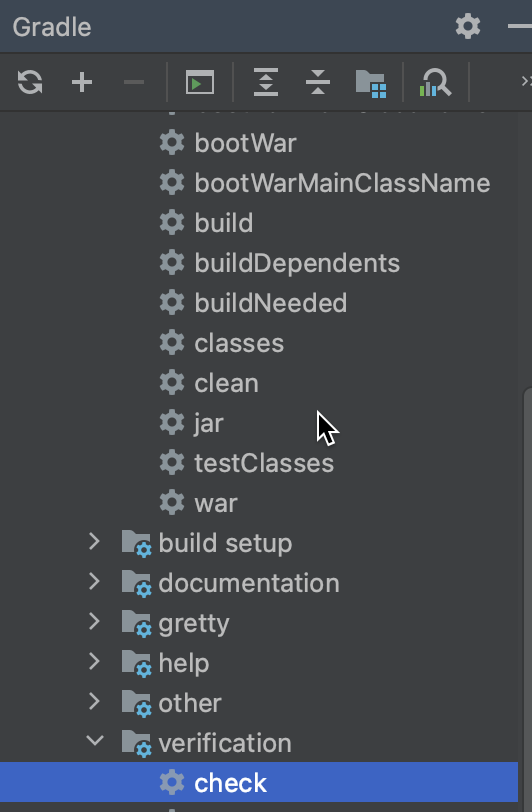 Gradle
bootWar
bootWarMainClassName
build
buildDependents
buildNeeded
classes
clean
jar
testClasses
war
build setup
documentation
gretty
help
other
verification
check